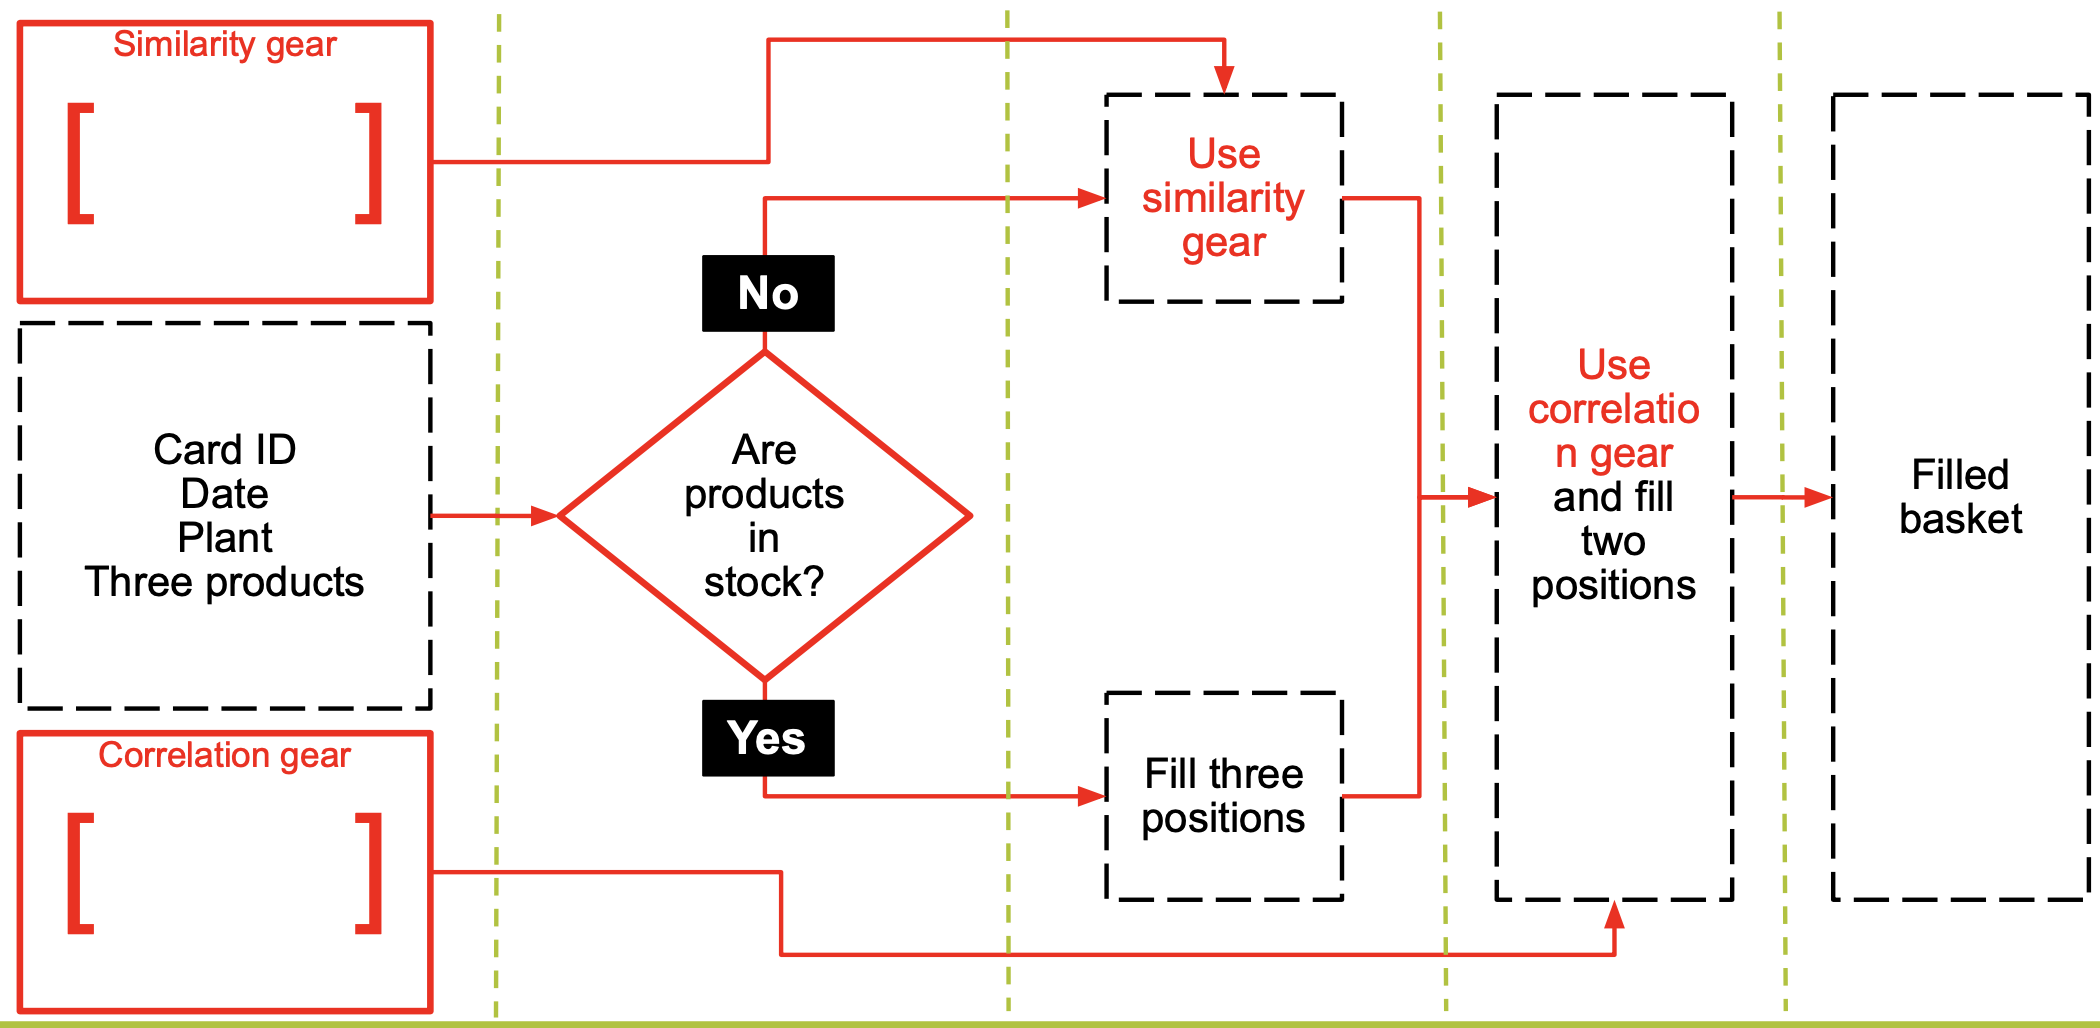 Similarity gear
[ ]
Card ID
Date
Plant
Three products
Correlation gear
[ ]
No
Are
products
in
stock?
Yes
Use
similarity
gear
Fill three
positions
Use
correlatio
n gear
and fill
two
positions
Filled
basket